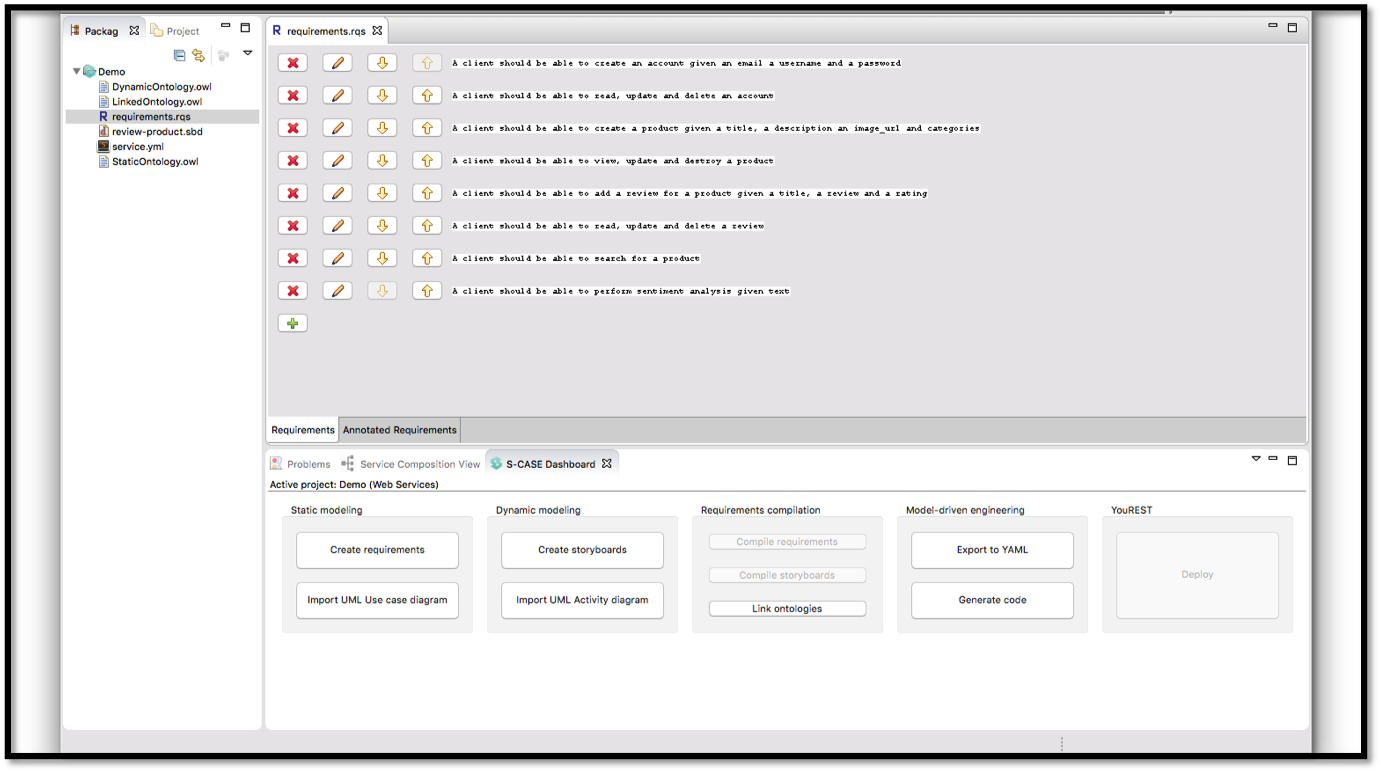 Packag
Project
Demo
DynamicOntology.owl
LinkedOntology.owl
R requirements.rqs
review-product.sbd
service.yml
StaticOntology.owl
R requirements.rqs
A client should be able to create an account given an email a username and a password
A client should be able to read, update and delete an account
A client should be able to create a product given a title, a description an image_url and categories
A client should be able to view, update and destroy a product
A client should be able to add a review for a product given a title, a review and a rating
A client should be able to read, update and delete a review
A client should be able to search for a product
A client should be able to perform sentiment analysis given text
Requirements
Annotated Requirements
Problems
Service Composition View
S-CASE Dashboard
Active project: Demo (Web Services)
Static modeling
Create requirements
Import UML Use case diagram
Dynamic modeling
Create storyboards
Import UML Activity diagram
Requirements compilation
Compile requirements
Compile storyboards
Link ontologies
Model-driven engineering
Export to YAML
Generate code
YouREST
Deploy